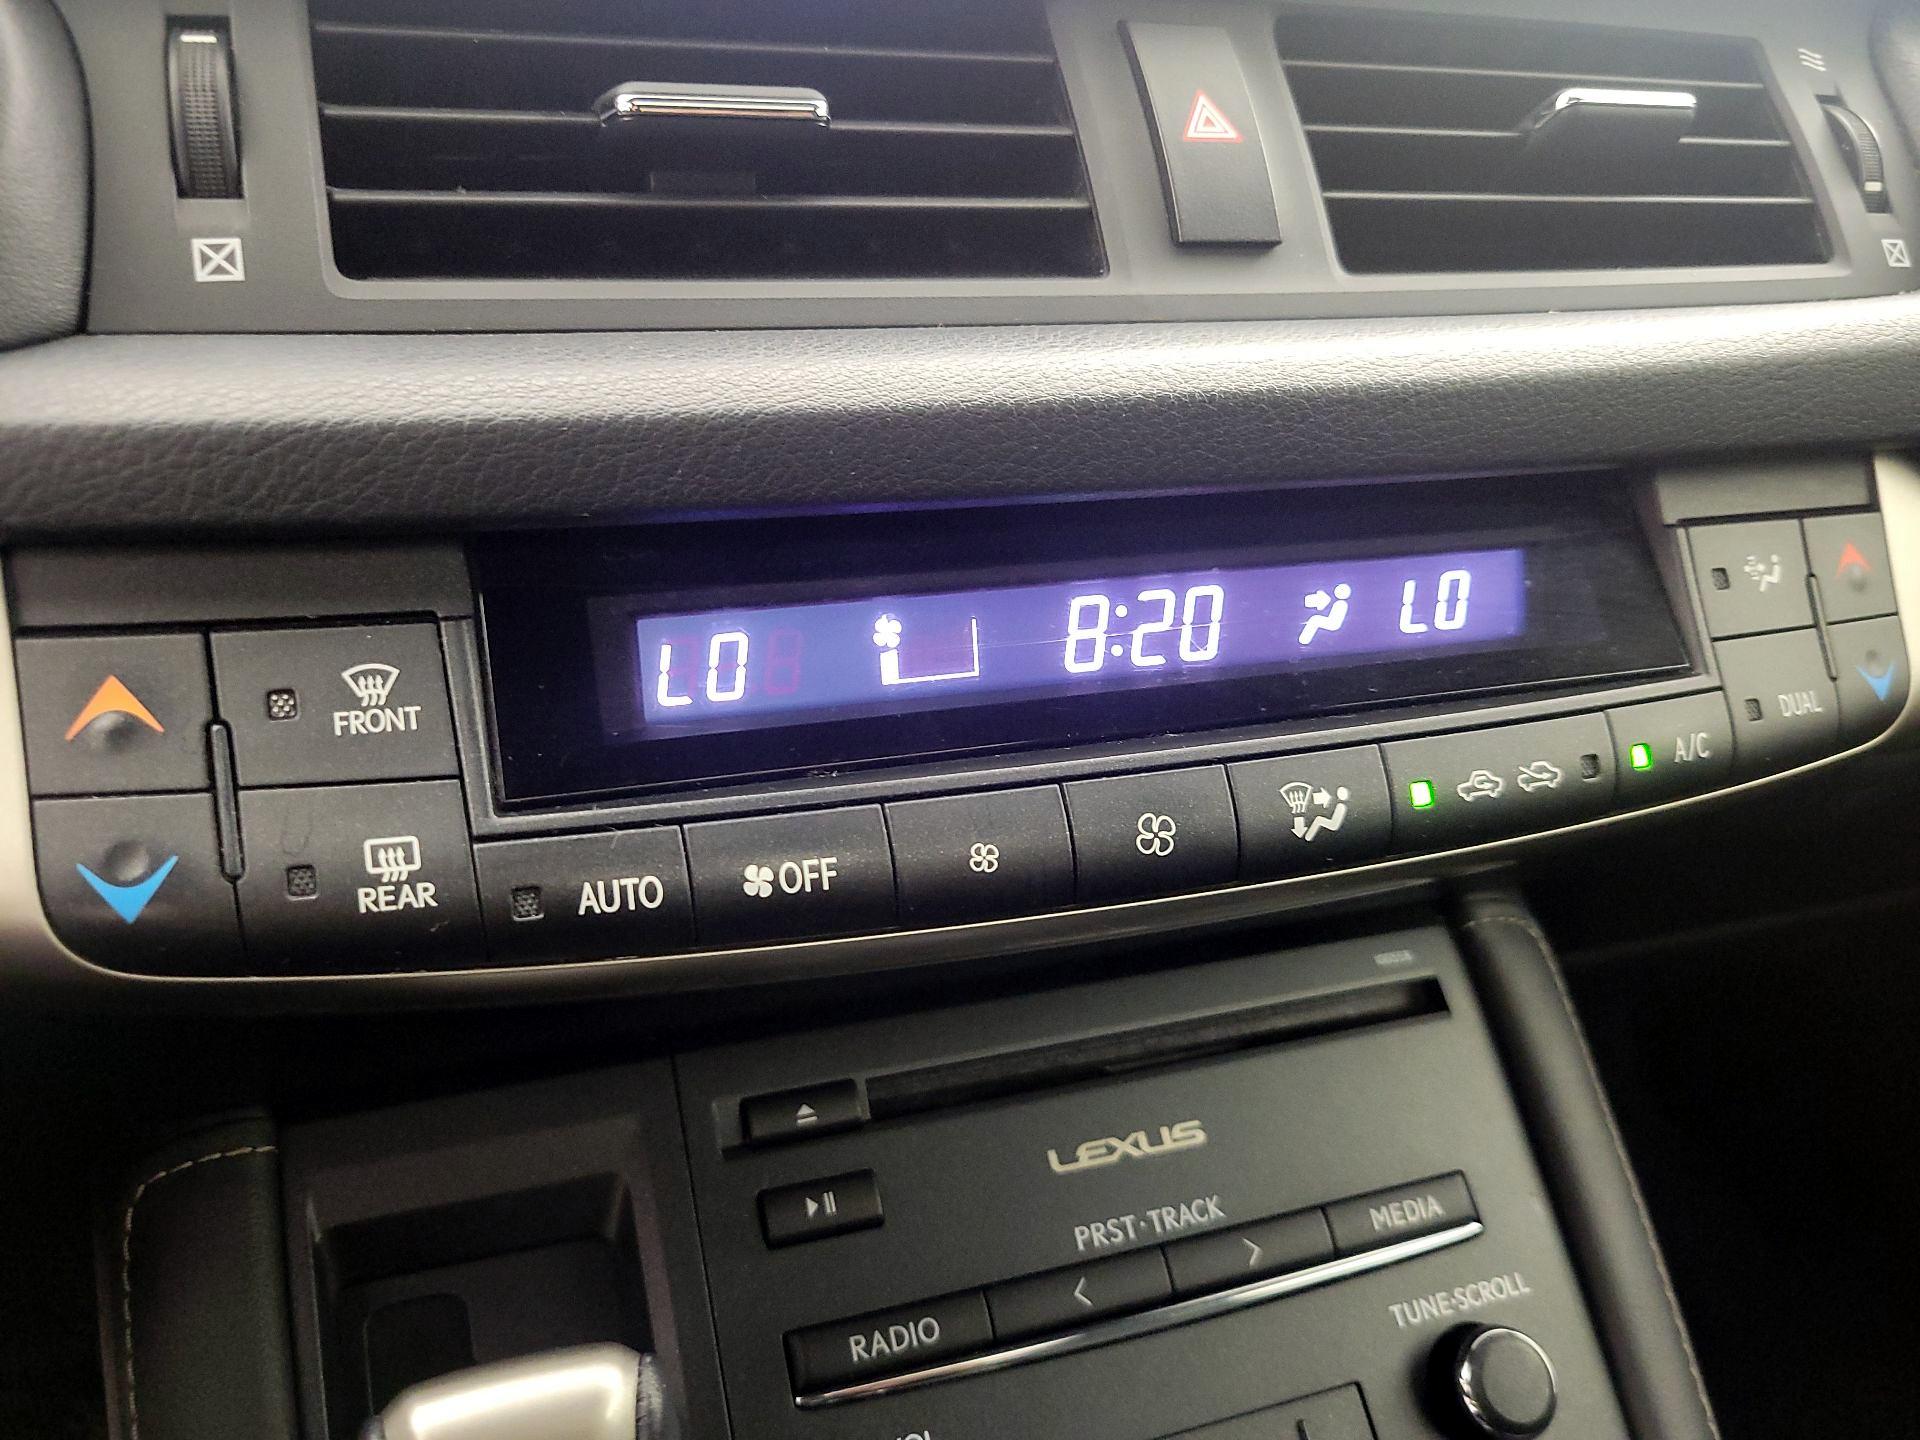 LO 8:20 LO
FRONT
REAR
AUTO
OFF
A/C
DUAL
LEXUS
PRST·TRACK
MEDIA
RADIO
TUNE·SCROLL